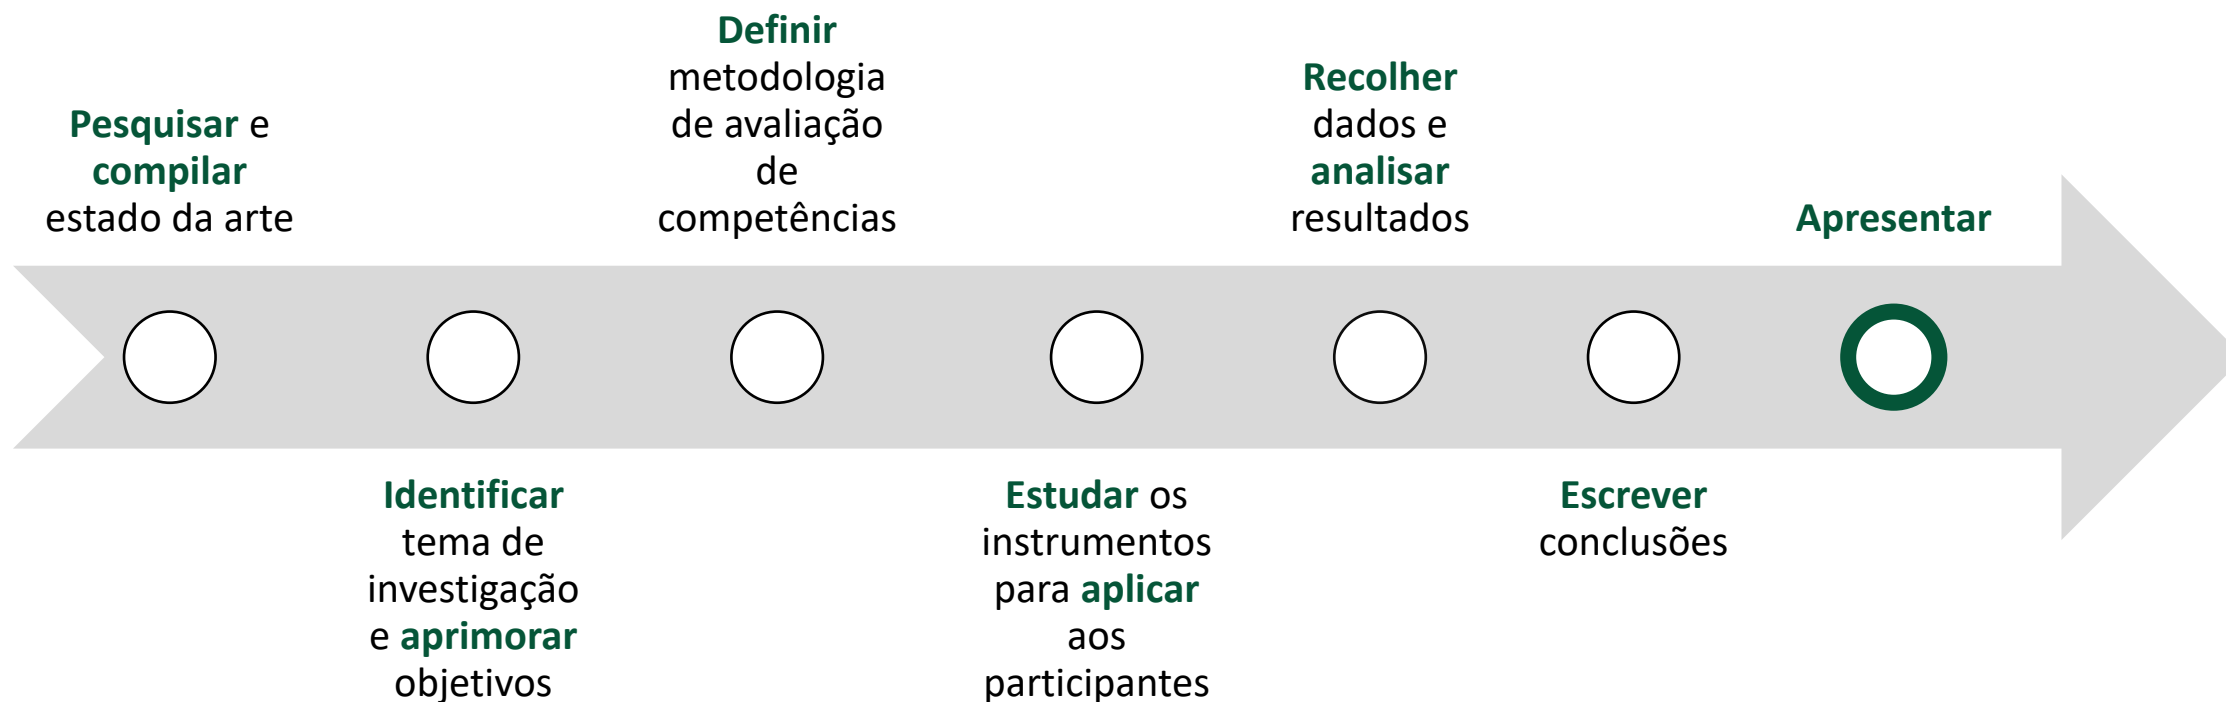 Pesquisar e
compilar
estado da arte
Identificar
tema de
investigação
e aprimorar
objetivos
Definir
metodologia
de avaliação
de
competências
Estudar os
instrumentos
para aplicar
aos
participantes
Recolher
dados e
analisar
resultados
Escrever
conclusões
Apresentar